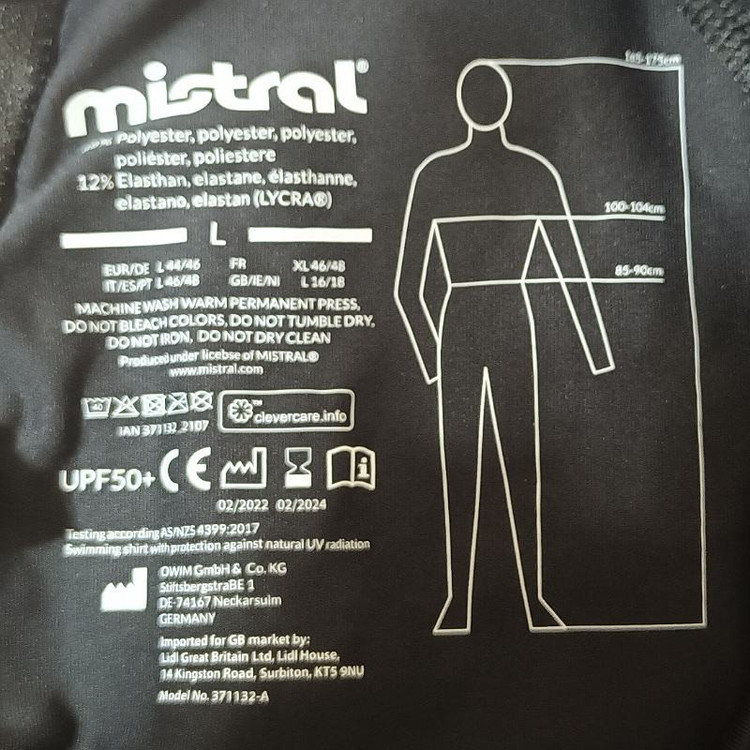 mistral®
Polyester, polyester, polyester,
poliéster, poliestere
12% Elasthan, elastane, élasthanne,
elastano, elastan (LYCRA®)
L
EUR/DE L 44/46 FR XL 46/48
IT/ES/PT L 46/48 GB/IE/NI L 16/18
MACHINE WASH WARM PERMANENT PRESS,
DO NOT BLEACH COLORS, DO NOT TUMBLE DRY,
DO NOT IRON, DO NOT DRY CLEAN
Produced under licebse of MISTRAL®
www.mistral.com
40
™ clevercare.info
IAN 371132_2107
UPF50+ CE
02/2022 02/2024
Testing according AS/NZS 4399:2017
Swimming shirt with protection against natural UV radiation
OWIM GmbH & Co. KG
StiftsbergstraBE 1
DE-74167 Neckarsulm
GERMANY
Imported for GB market by:
Lidl Great Britain Ltd, Lidl House,
14 Kingston Road, Surbiton, KT5 9NU
Model No. 371132-A
100-104cm
85-90cm